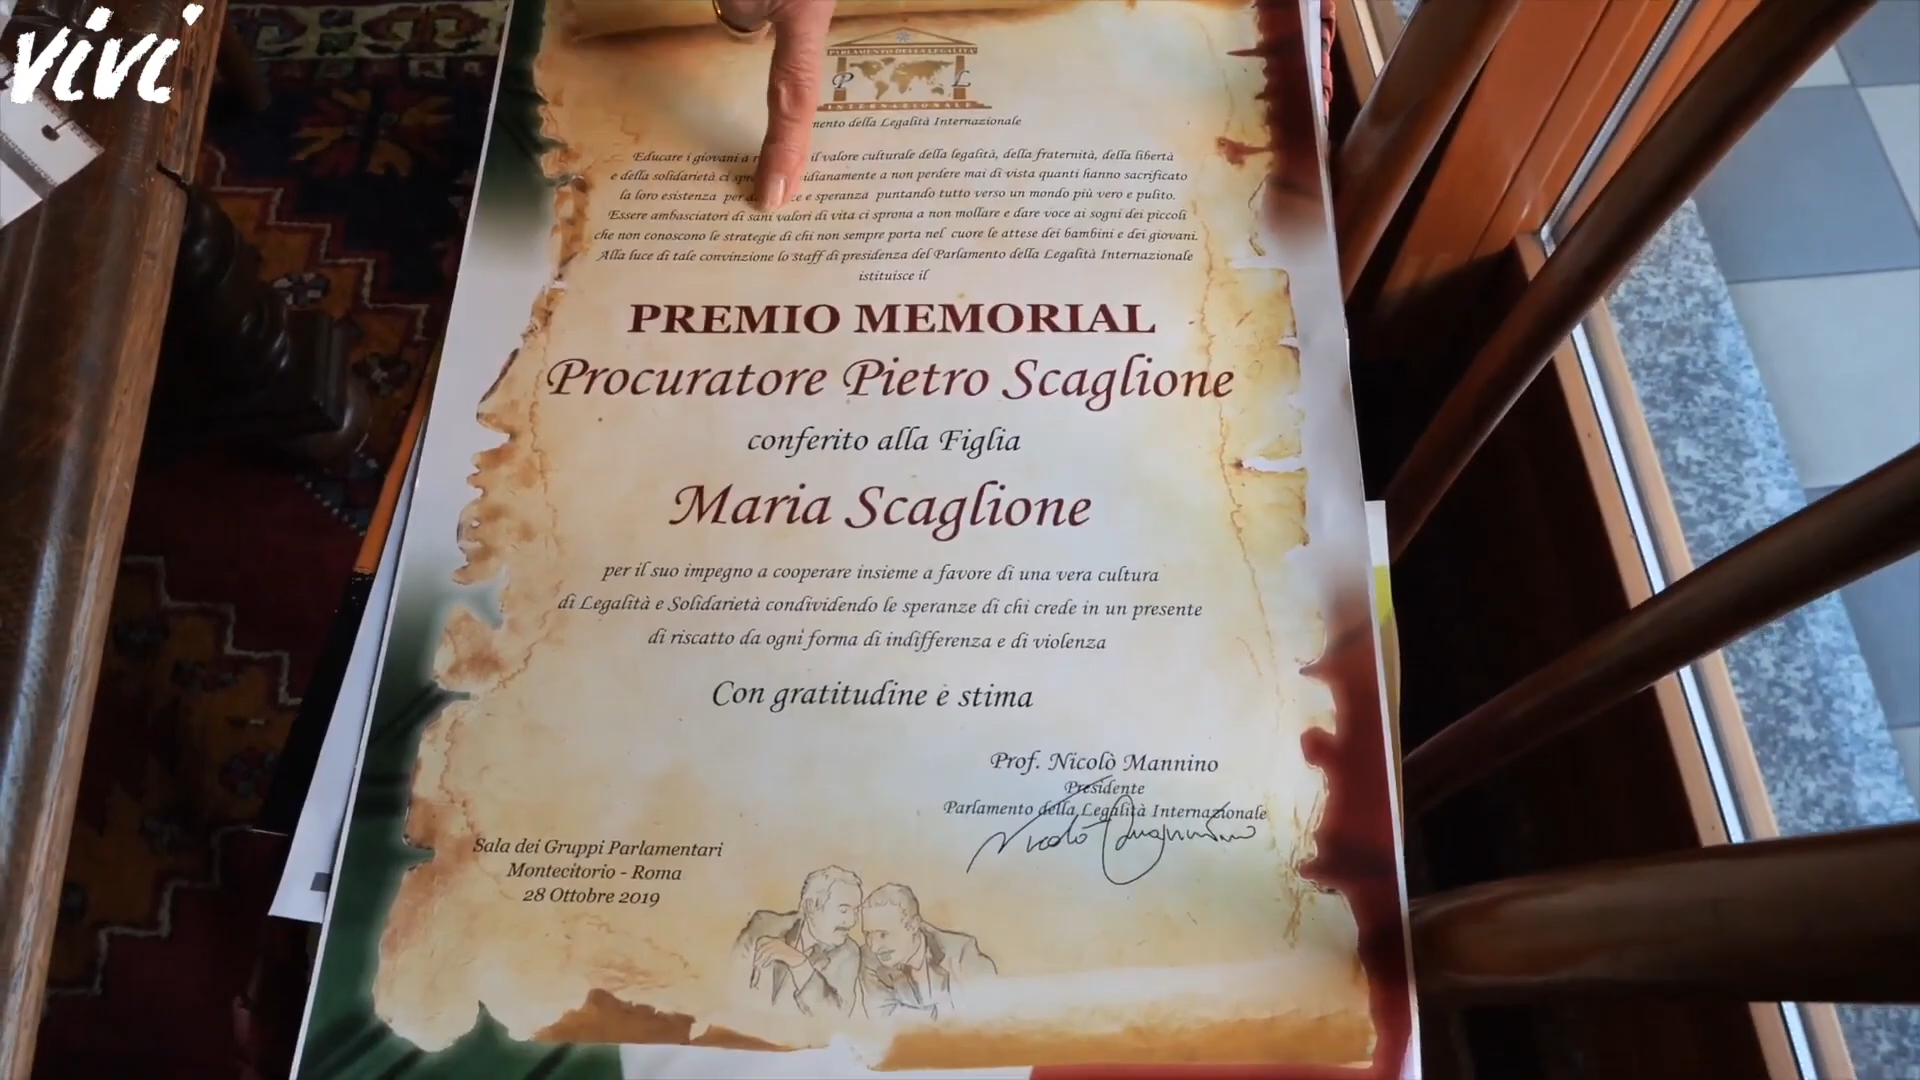 vivi
PARLAMENTO DELLA LEGALITÀ
P L
INTERNAZIONALE
della Legalità Internazionale
Educare i giovani a il valore culturale della legalità, della fraternità, della libertà
e della solidarietà ci a non perdere mai di vista quanti hanno sacrificato
la loro esistenza per e speranza puntando tutto verso un mondo più vero e pulito.
Essere ambasciatori di sani valori di vita ci sprona a non mollare e dare voce ai sogni dei piccoli
che non conoscono le strategie di chi non sempre porta nel cuore le attese dei bambini e dei giovani.
Alla luce di tale convinzione lo staff di presidenza del Parlamento della Legalità Internazionale
istituisce il
PREMIO MEMORIAL
Procuratore Pietro Scaglione
conferito alla Figlia
Maria Scaglione
per il suo impegno a cooperare insieme a favore di una vera cultura
di Legalità e Solidarietà condividendo le speranze di chi crede in un presente
di riscatto da ogni forma di indifferenza e di violenza
Con gratitudine e stima
Prof. Nicolò Mannino
Presidente
Parlamento della Legalità Internazionale
Nicolò Mannino
Sala dei Gruppi Parlamentari
Montecitorio - Roma
28 Ottobre 2019